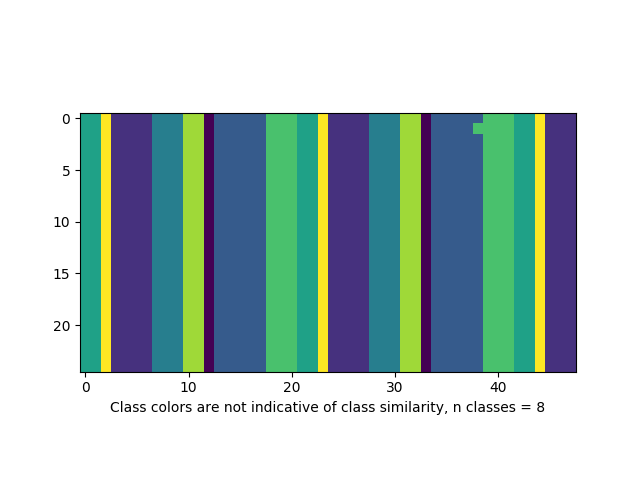 0
5
10
15
20
0 10 20 30 40
Class colors are not indicative of class similarity, n classes = 8